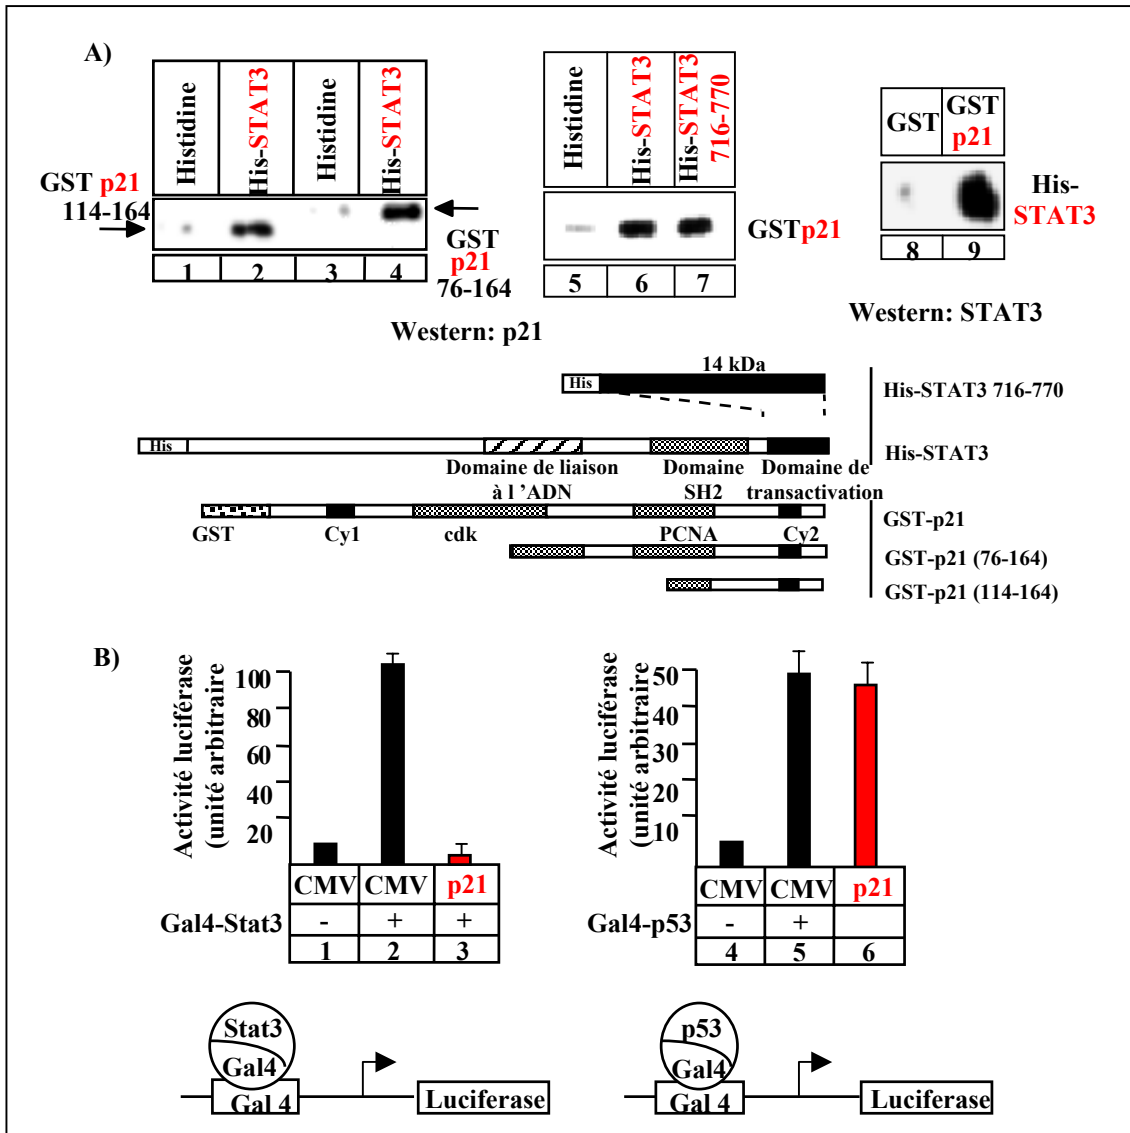 A)
Histidine
His-STAT3
Histidine
His-STAT3
GST p21
114-164
GST
p21
76-164
1 2 3 4
Histidine
His-STAT3
His-STAT3
716-770
GSTp21
5 6 7
Western: p21
GST
GST
p21
His-
STAT3
8 9
Western: STAT3
14 kDa
His
His-STAT3 716-770
His
His-STAT3
Domaine de liaison
à l ’ADN
Domaine
SH2
Domaine de
transactivation
GST-p21
GST Cy1 cdk PCNA Cy2
GST-p21 (76-164)
GST-p21 (114-164)
B)
Activité luciférase
(unité arbitraire
100
80
60
40
20
CMV CMV p21
Gal4-Stat3 - + +
1 2 3
Activité luciférase
(unité arbitraire
50
40
30
20
10
CMV CMV p21
Gal4-p53 - +
4 5 6
Stat3
Gal4
Gal 4
Luciferase
p53
Gal4
Gal 4
Luciferase